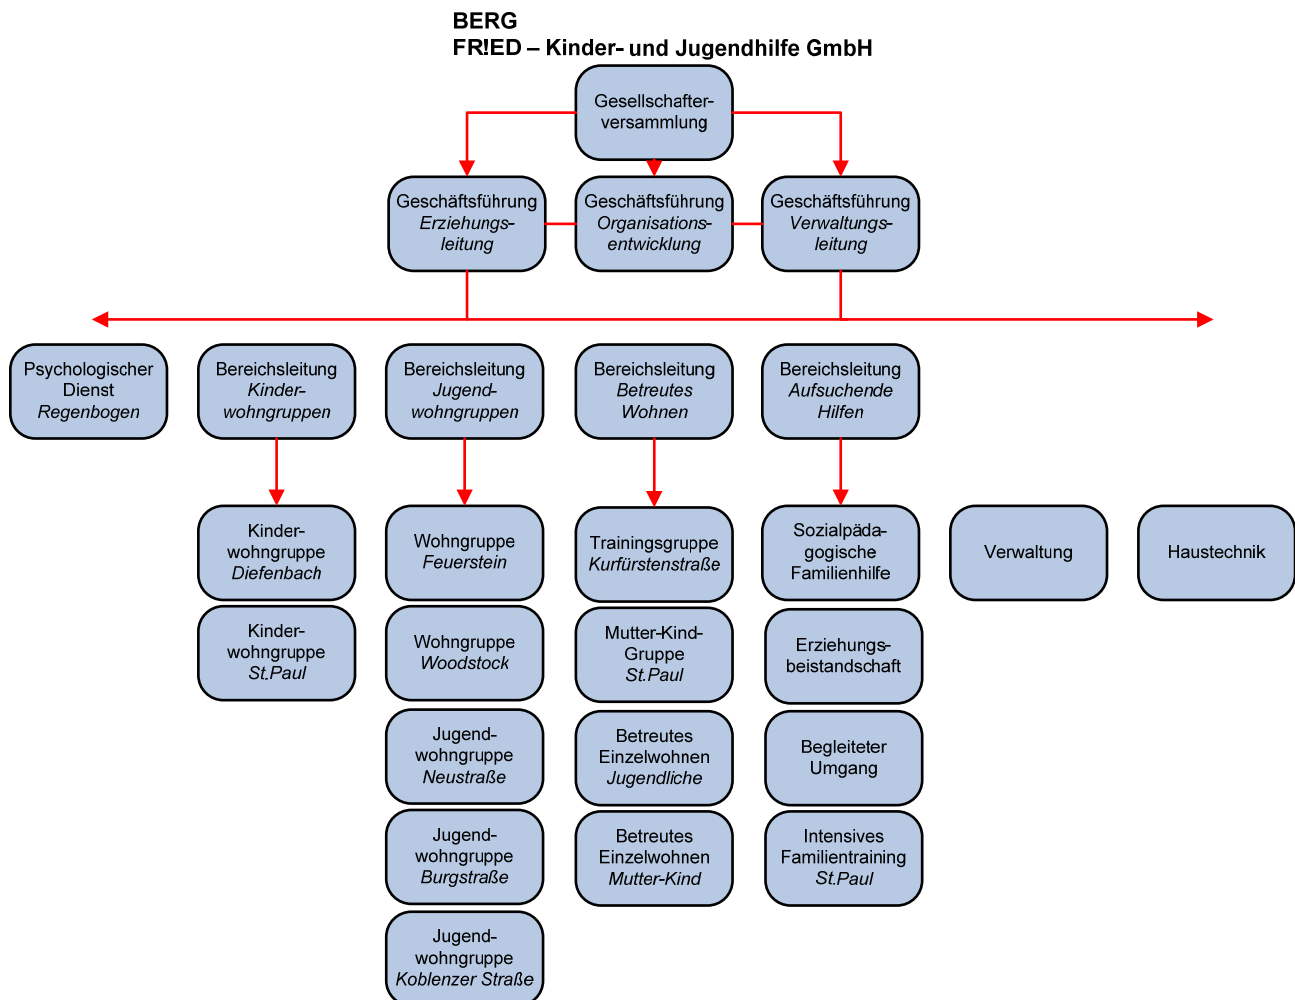 BERG
FR!ED – Kinder- und Jugendhilfe GmbH
Gesellschafter-
versammlung
Geschäftsführung
Erziehungs-
leitung
Geschäftsführung
Organisations-
entwicklung
Geschäftsführung
Verwaltungs-
leitung
Psychologischer
Dienst
Regenbogen
Bereichsleitung
Kinder-
wohngruppen
Bereichsleitung
Jugend-
wohngruppen
Bereichsleitung
Betreutes
Wohnen
Bereichsleitung
Aufsuchende
Hilfen
Kinder-
wohngruppe
Diefenbach
Wohngruppe
Feuerstein
Trainingsgruppe
Kurfürstenstraße
Sozialpäda-
gogische
Familienhilfe
Verwaltung
Haustechnik
Kinder-
wohngruppe
St.Paul
Wohngruppe
Woodstock
Mutter-Kind-
Gruppe
St.Paul
Erziehungs-
beistandschaft
Jugend-
wohngruppe
Neustraße
Betreutes
Einzelwohnen
Jugendliche
Begleiteter
Umgang
Jugend-
wohngruppe
Burgstraße
Betreutes
Einzelwohnen
Mutter-Kind
Intensives
Familientraining
St.Paul
Jugend-
wohngruppe
Koblenzer Straße